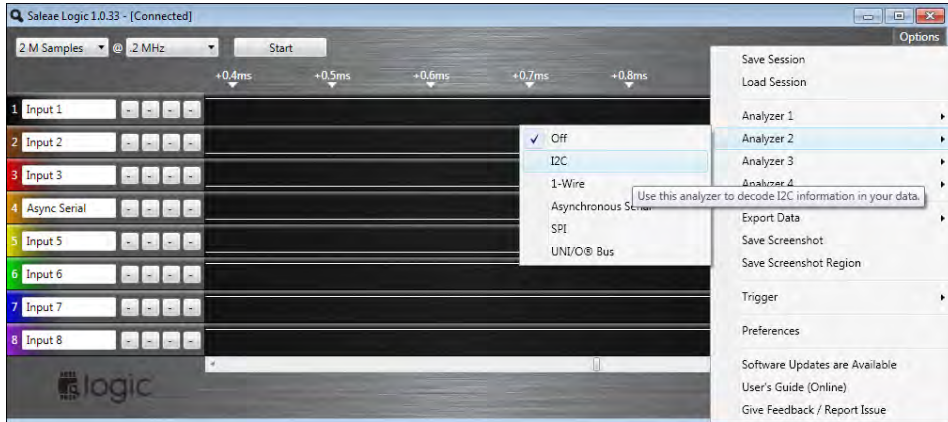 Saleae Logic 1.0.33 - [Connected]
2 M Samples @ .2 MHz Start Options
+0.4ms +0.5ms +0.6ms +0.7ms +0.8ms
1 Input 1 - - - -
2 Input 2 - - - -
3 Input 3 - - - -
4 Async Serial - - - -
5 Input 5 - - - -
6 Input 6 - - - -
7 Input 7 - - - -
8 Input 8 - - - -
logic
Off
I2C
1-Wire
Asynchronous Serial
SPI
UNI/O® Bus
Use this analyzer to decode I2C information in your data.
Save Session
Load Session
Analyzer 1
Analyzer 2
Analyzer 3
Analyzer 4
Export Data
Save Screenshot
Save Screenshot Region
Trigger
Preferences
Software Updates are Available
User's Guide (Online)
Give Feedback / Report Issue